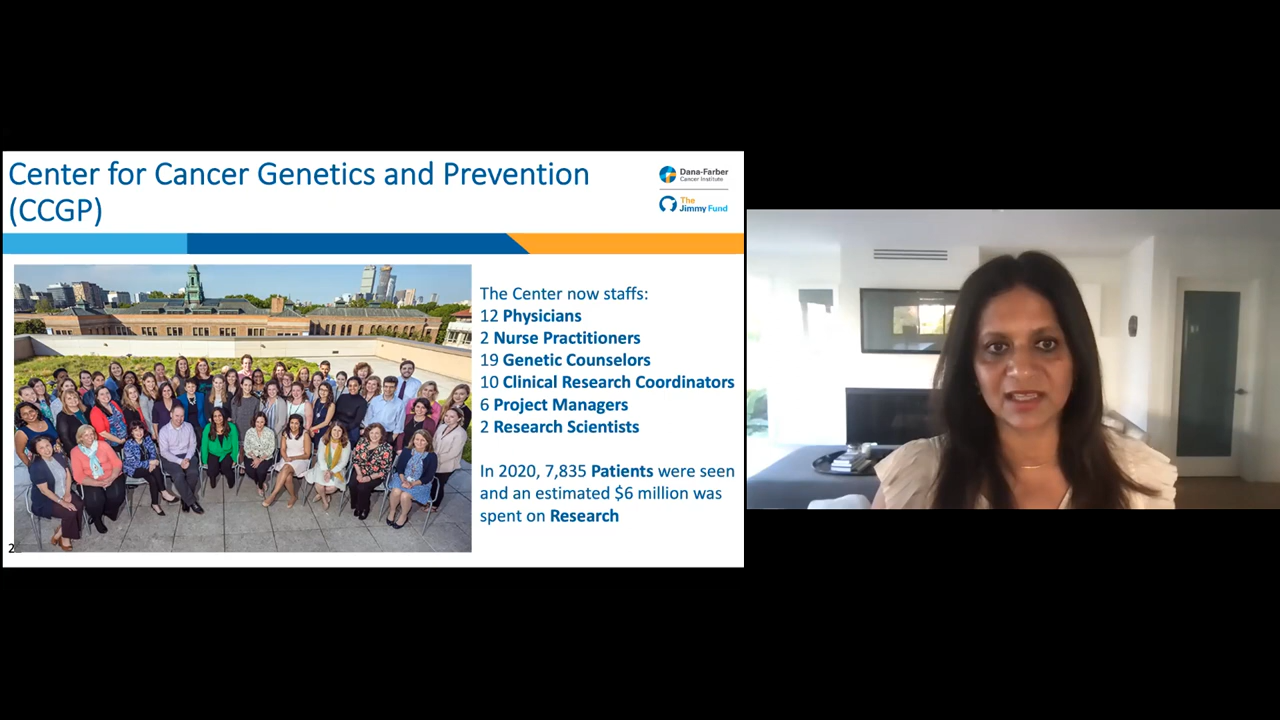 Center for Cancer Genetics and Prevention
(CCGP)
Dana-Farber
Cancer Institute
The
Jimmy Fund
The Center now staffs:
12 Physicians
2 Nurse Practitioners
19 Genetic Counselors
10 Clinical Research Coordinators
6 Project Managers
2 Research Scientists
In 2020, 7,835 Patients were seen
and an estimated $6 million was
spent on Research
2